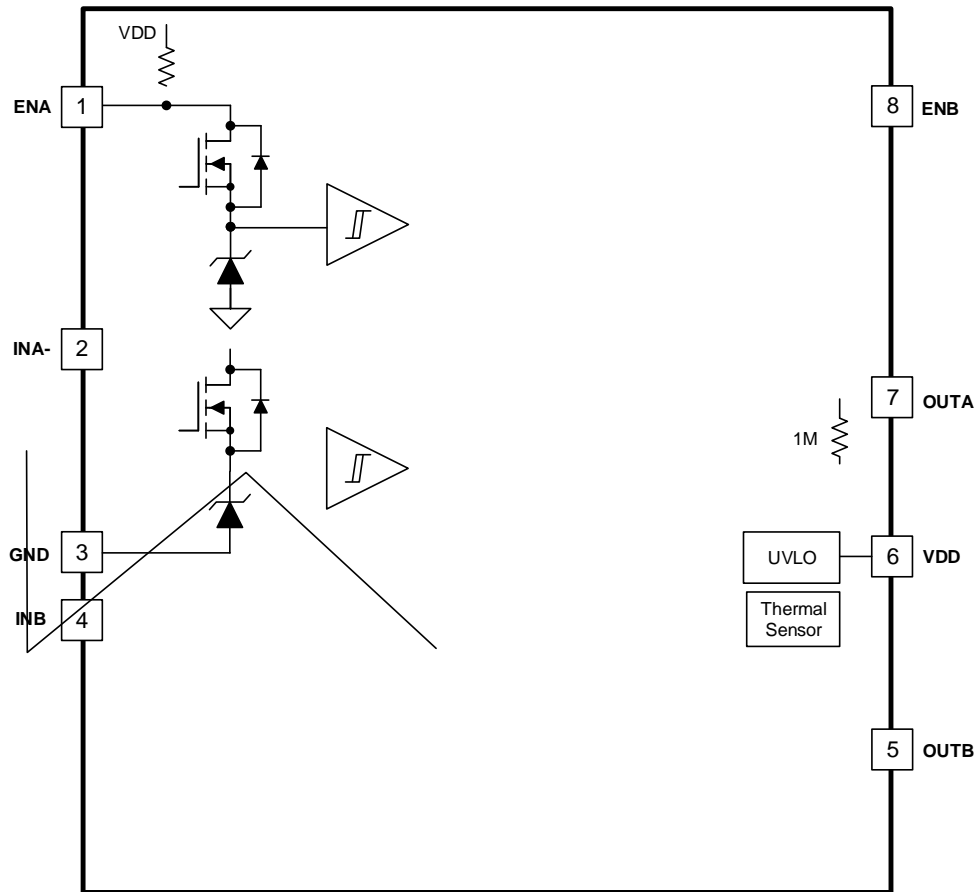 VDD
ENA 1
8 ENB
INA- 2
7 OUTA
1M
GND 3
UVLO
6 VDD
INB 4
Thermal
Sensor
5 OUTB